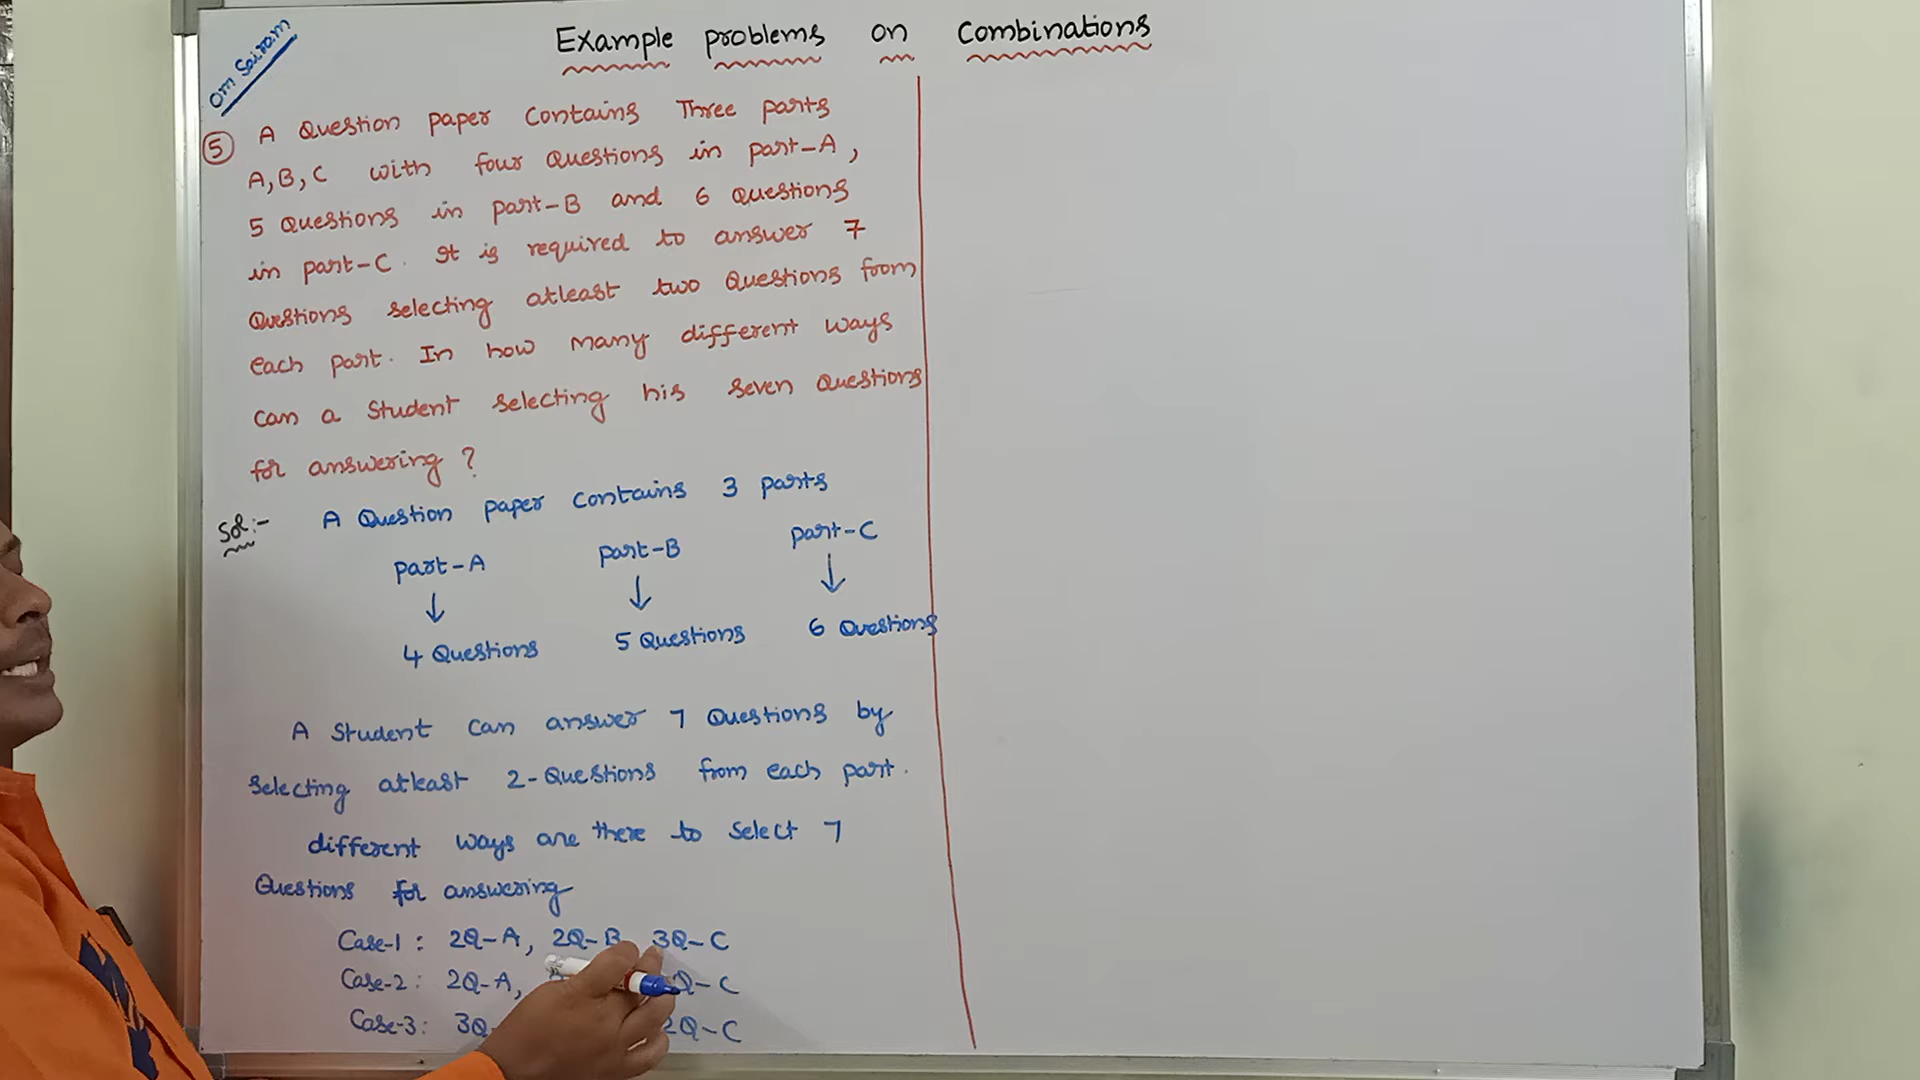 Example problems on Combinations
Om Sairam
5 A Question paper Contains Three parts
A, B, C with four Questions in part-A,
5 Questions in part-B and 6 Questions
in part-C. It is required to answer 7
Questions selecting atleast two Questions from
each part. In how many different ways
can a Student selecting his seven Questions
for answering ?
Sol:- A Question paper Contains 3 parts
part-A part-B part-C
↓ ↓ ↓
4 Questions 5 Questions 6 Questions
A Student can answer 7 Questions by
Selecting atleast 2-Questions from each part.
different ways are there to select 7
Questions for answering
Case-1 : 2Q-A, 2Q-B 3Q-C
Case-2 : 2Q-A, Q-C
Case-3 : 3Q- 2Q-C